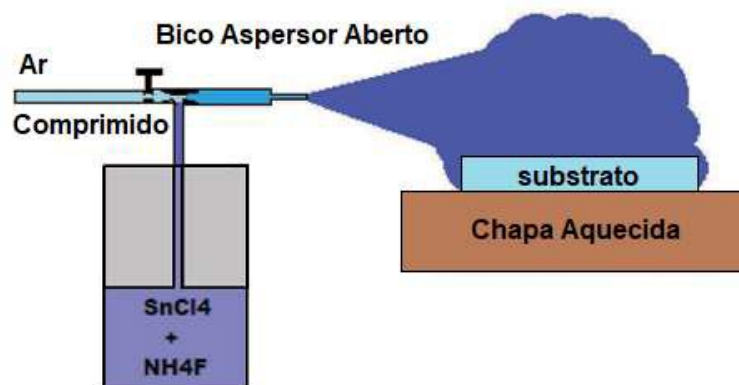 Bico Aspersor Aberto
Ar
Comprimido
substrato
Chapa Aquecida
SnCl4
+
NH4F